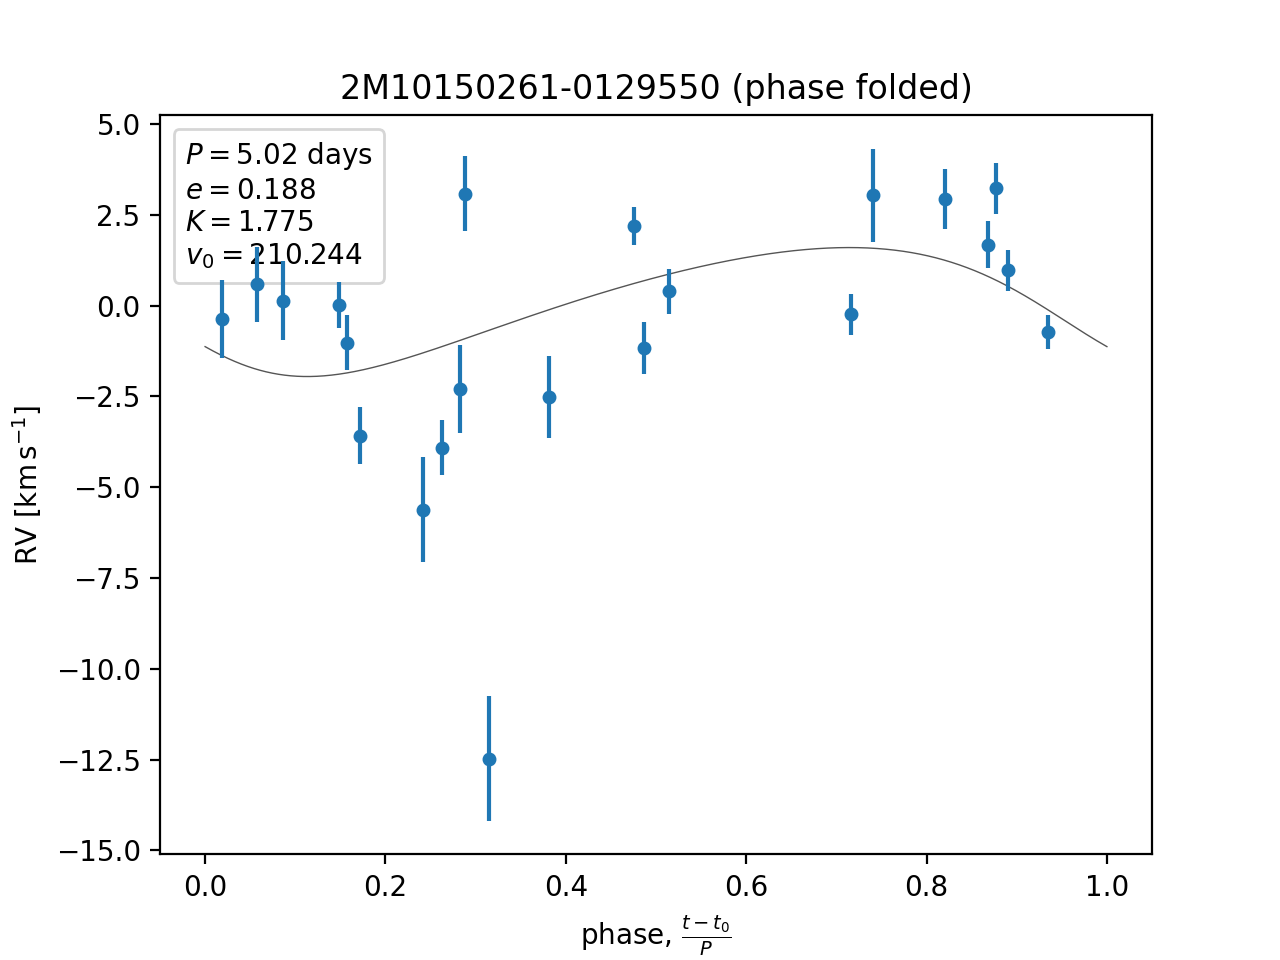 2M10150261-0129550 (phase folded)
P = 5.02 days
e = 0.188
K = 1.775
v₀ = 210.244
5.0
2.5
0.0
−2.5
−5.0
−7.5
−10.0
−12.5
−15.0
RV [km s⁻¹]
0.0 0.2 0.4 0.6 0.8 1.0
phase, (t − t₀)/P